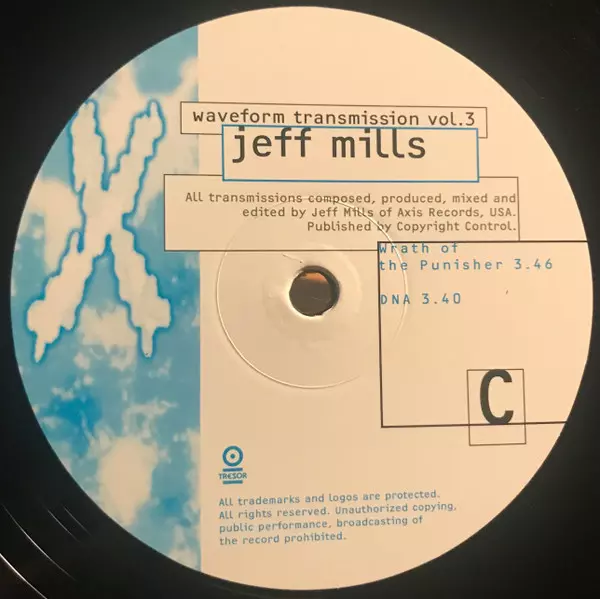 waveform transmission vol.3
jeff mills
All transmissions composed, produced, mixed and
edited by Jeff Mills of Axis Records, USA.
Published by Copyright Control.
Wrath of
the Punisher 3.46
DNA 3.40
C
TRESOR
All trademarks and logos are protected.
All rights reserved. Unauthorized copying,
public performance, broadcasting of
the record prohibited.